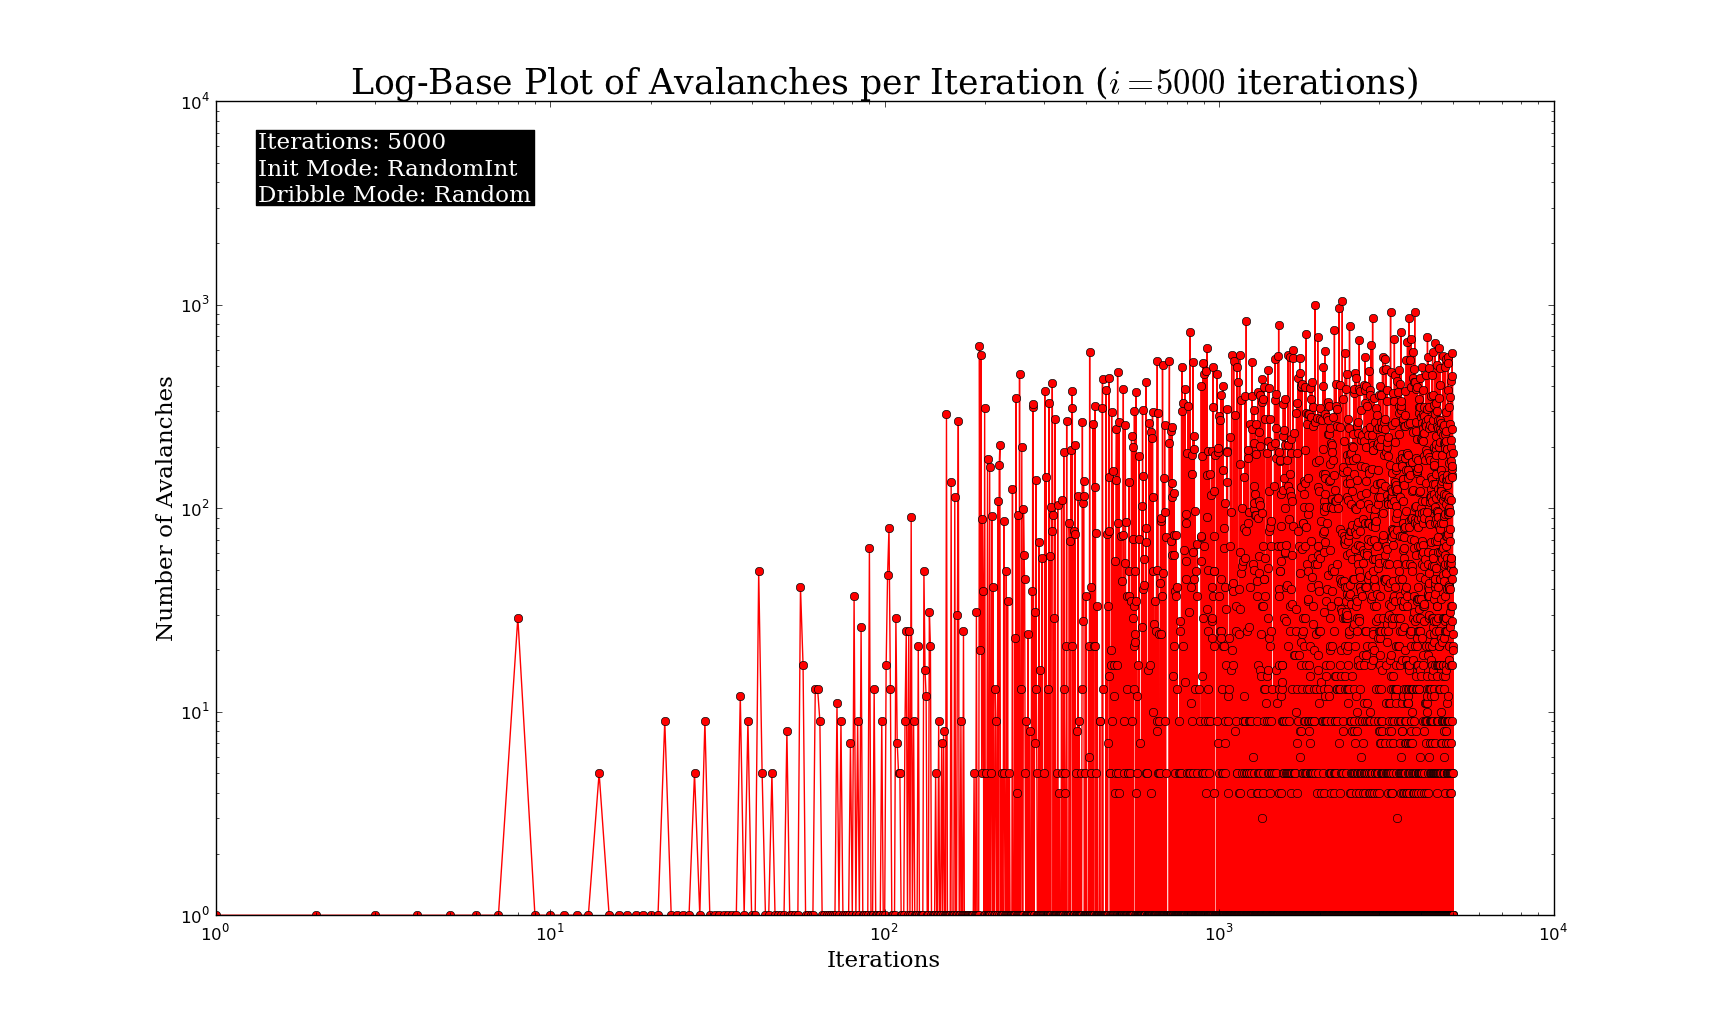 Log-Base Plot of Avalanches per Iteration (i = 5000 iterations)
10^4
Iterations: 5000
Init Mode: RandomInt
Dribble Mode: Random
10^3
Number of Avalanches
10^2
10^1
10^0
10^0 10^1 10^2 10^3 10^4
Iterations